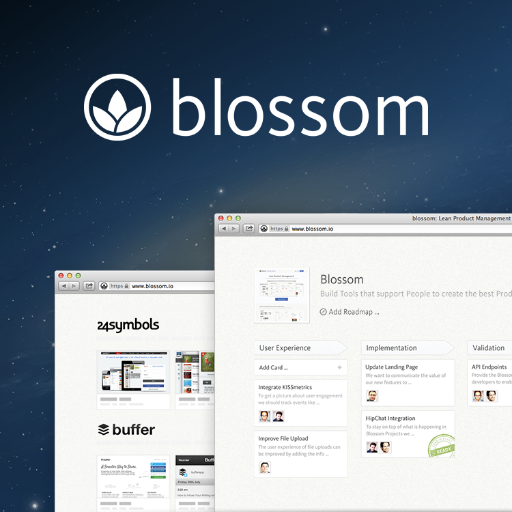 blossom
blossom: Lean Product Management
https www.blossom.io
Blossom
Build Tools that support People to create the best Prod
Add Roadmap ...
User Experience
Implementation
Validation
Add Card ... +
Integrate KISSmetrics
To get a picture about user engagement
we should track events like ...
Improve File Upload
The user experience of file uploads can
be improved by adding the info ...
Update Landing Page
We want to communicate the value of
our new features to ...
HipChat Integration
To stay on top of what is happening in
Blossom Projects we ...
READY
API Endpoints
Provide the Blossom
developers to enable
https www.blossom.io
24symbols
buffer